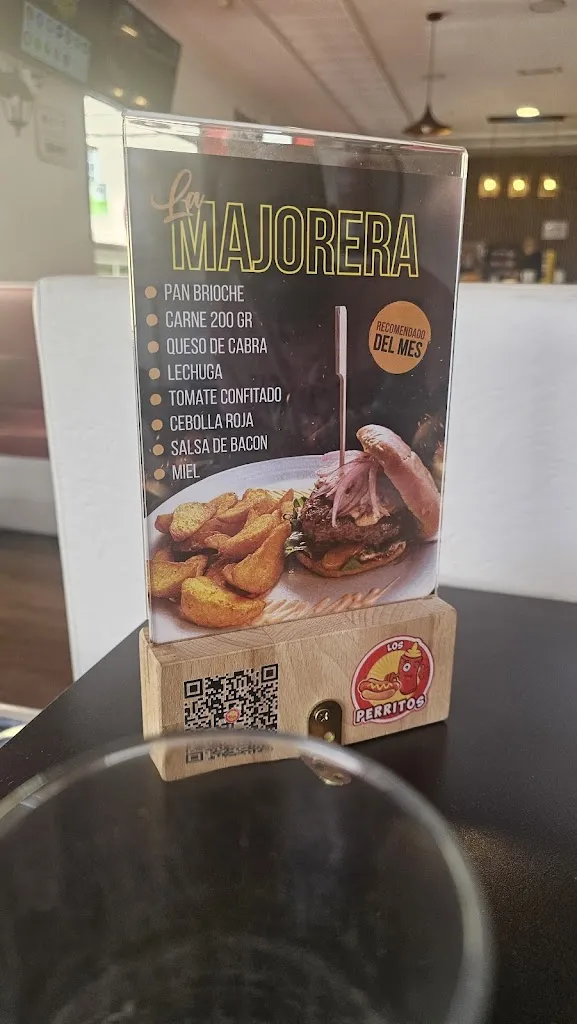 La
MAJORERA
PAN BRIOCHE
CARNE 200 GR
QUESO DE CABRA
LECHUGA
TOMATE CONFITADO
CEBOLLA ROJA
SALSA DE BACON
MIEL
RECOMENDADO
DEL MES
LOS
PERRITOS